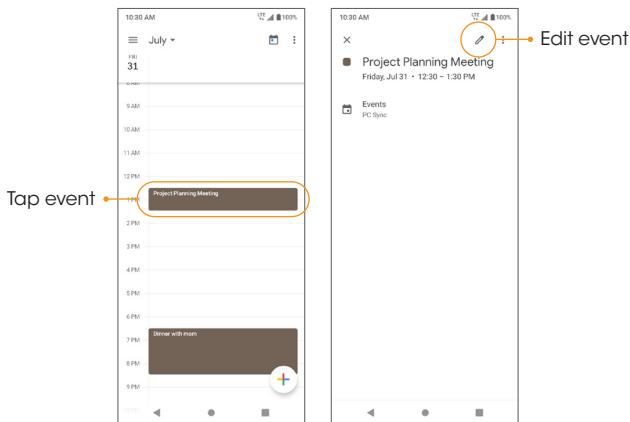 10:30 AM
LTE
100%
July
FRI
31
8 AM
9 AM
10 AM
11 AM
12 PM
Project Planning Meeting
1 PM
2 PM
3 PM
4 PM
5 PM
6 PM
Dinner with mom
7 PM
8 PM
9 PM
Tap event
10:30 AM
LTE
100%
Edit event
Project Planning Meeting
Friday, Jul 31 • 12:30 – 1:30 PM
Events
PC Sync